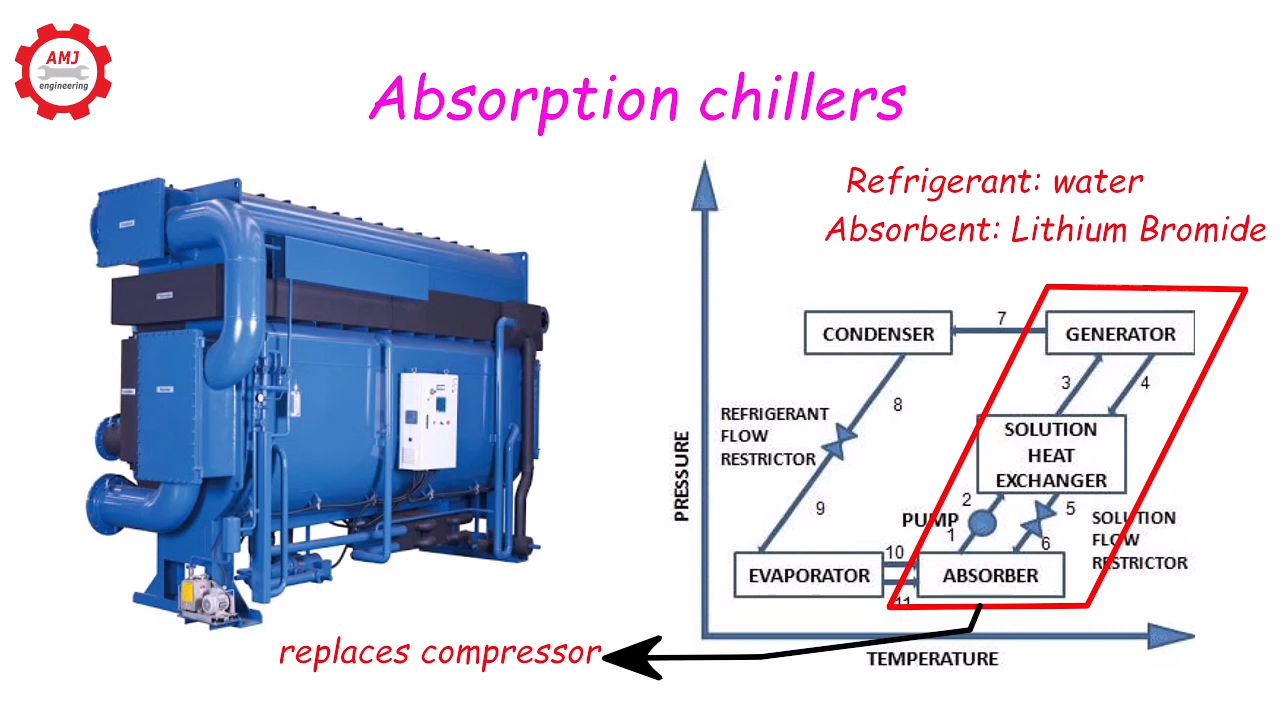 AMJ
engineering
Absorption chillers
Refrigerant: water
Absorbent: Lithium Bromide
PRESSURE
CONDENSER
7
GENERATOR
3
4
8
REFRIGERANT
FLOW
RESTRICTOR
SOLUTION
HEAT
EXCHANGER
9
2
PUMP
1
5
6
SOLUTION
FLOW
RESTRICTOR
10
EVAPORATOR
ABSORBER
11
replaces compressor
TEMPERATURE